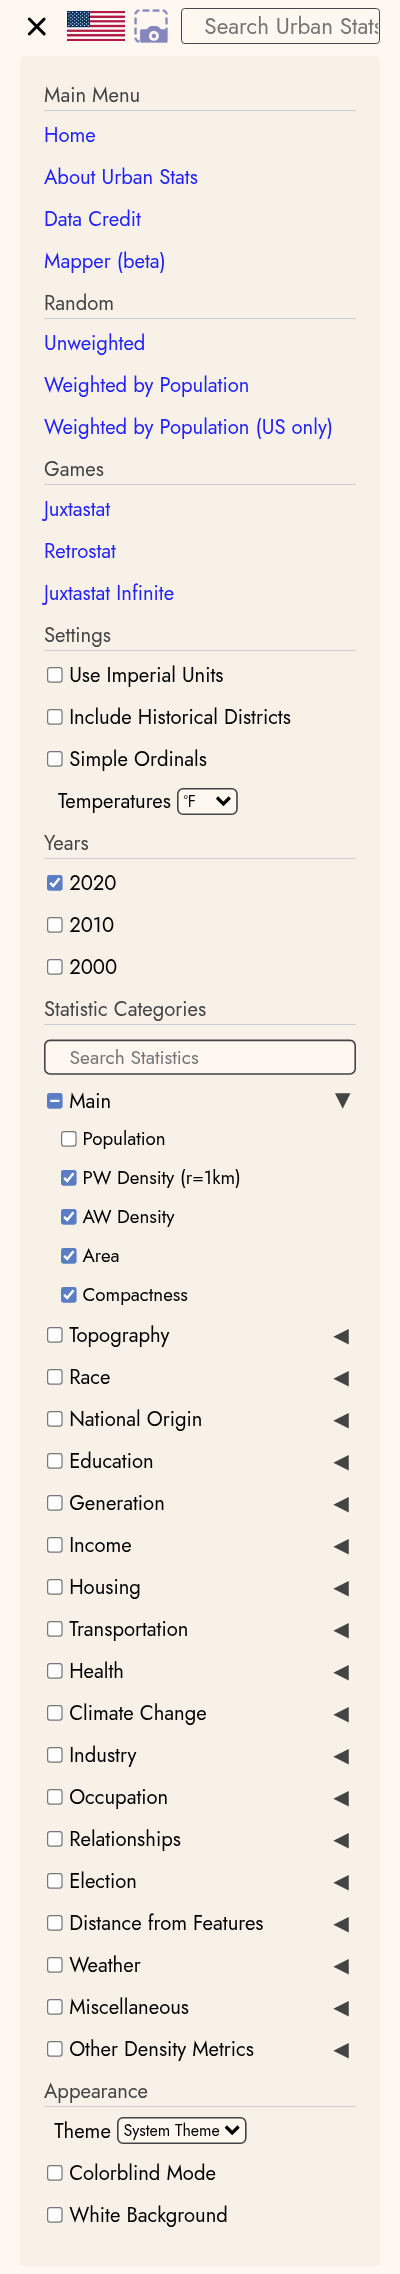 Search Urban Stats
Main Menu
Home
About Urban Stats
Data Credit
Mapper (beta)
Random
Unweighted
Weighted by Population
Weighted by Population (US only)
Games
Juxtastat
Retrostat
Juxtastat Infinite
Settings
Use Imperial Units
Include Historical Districts
Simple Ordinals
Temperatures °F
Years
2020
2010
2000
Statistic Categories
Search Statistics
Main
Population
PW Density (r=1km)
AW Density
Area
Compactness
Topography
Race
National Origin
Education
Generation
Income
Housing
Transportation
Health
Climate Change
Industry
Occupation
Relationships
Election
Distance from Features
Weather
Miscellaneous
Other Density Metrics
Appearance
Theme System Theme
Colorblind Mode
White Background